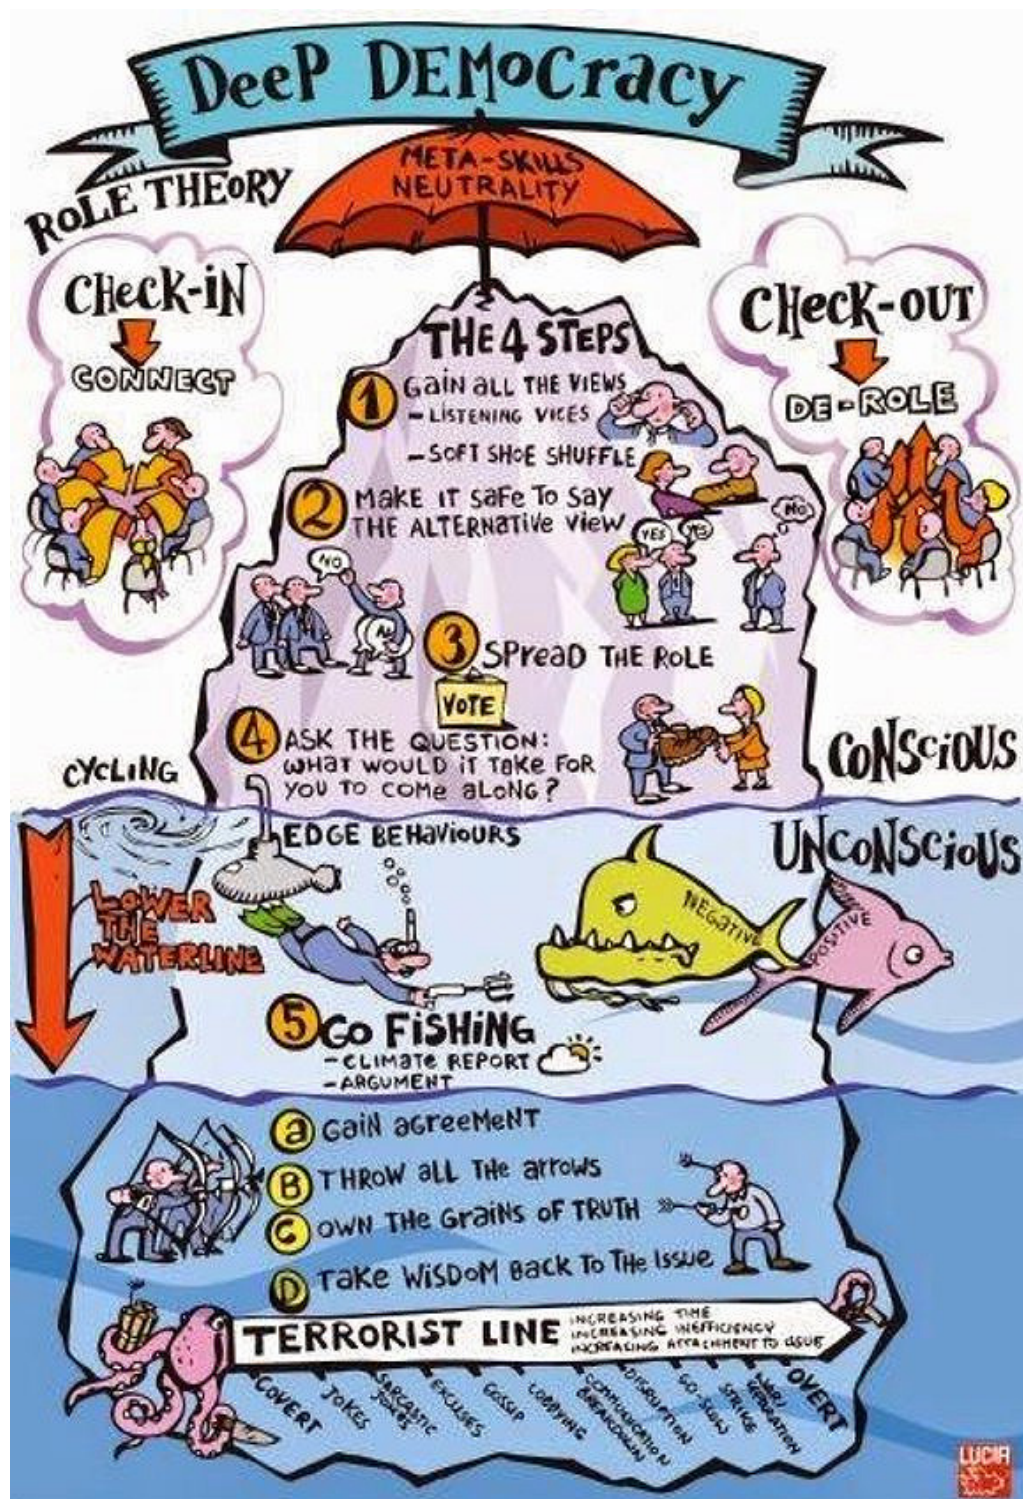 DeeP DEMOCracy
META-SKILLS
NEUTRALITY
ROLE THEORY
CHeCK-iN
CONNECT
CHeCK-OUT
DE-ROLE
THE 4 STEPS
1 GaiN aLL THE ViEWS
- LiSTENING VICES
- SOFT SHOE SHUFFLE
2 MaKE IT SaFe To Say
THE ALTERNaTiVe View
YES
YES
NO
NO
NO
3 SPreaD THE ROLE
VOTE
4 ASK THE QUESTION:
WHaT WOULD iT TaKe FOR
YOU TO COMe aLONG?
CYCLiNG
CONSCiOUS
UNCONSCiOUS
EDGE BEHaViOURS
LOWER
THE
WATERLINE
NEGaTIVE
POSITIVE
5 GO FiSHiNG
- CLIMaTe REPORT
- ARGUMENT
a GaiN aGreeMeNT
B THROW aLL THe arrows
C OWN THe GraiNS OF TRUTH
D TaKe WiSDOM Back To THe Issue
TERRORIST LINE
INCREASING TIME
INCREASING INEFFICIENCY
INCREASING ATTACHMENT TO ISSUE
COVERT
JOKES
SARCASTIC
JOKES
EXCUSES
GOSSIP
LOBBYING
COMMUNICATION
BREAKDOWN
DISRUPTION
GO SLOW
STRIKE
WAR/
OVERT
LUCIA